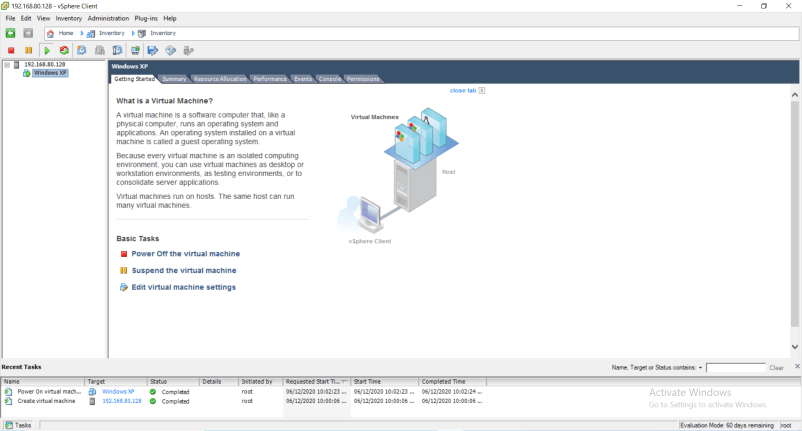 192.168.80.128 - vSphere Client
File Edit View Inventory Administration Plug-ins Help
Home Inventory Inventory
192.168.80.128
Windows XP
Windows XP
Getting Started Summary Resource Allocation Performance Events Console Permissions
close tab
What is a Virtual Machine?
A virtual machine is a software computer that, like a
physical computer, runs an operating system and
applications. An operating system installed on a virtual
machine is called a guest operating system.
Because every virtual machine is an isolated computing
environment, you can use virtual machines as desktop or
workstation environments, as testing environments, or to
consolidate server applications.
Virtual machines run on hosts. The same host can run
many virtual machines.
Virtual Machines
Host
vSphere Client
Basic Tasks
Power Off the virtual machine
Suspend the virtual machine
Edit virtual machine settings
Recent Tasks
Name, Target or Status contains: Clear
Name Target Status Details Initiated by Requested Start Ti... Start Time Completed Time
Power On virtual mach... Windows XP Completed root 06/12/2020 10:02:23 ... 06/12/2020 10:02:23 ... 06/12/2020 10:02:24 ...
Create virtual machine 192.168.80.128 Completed root 06/12/2020 10:00:06 ... 06/12/2020 10:00:06 ... 06/12/2020 10:00:06 ...
Activate Windows
Go to Settings to activate Windows.
Tasks Evaluation Mode: 60 days remaining root